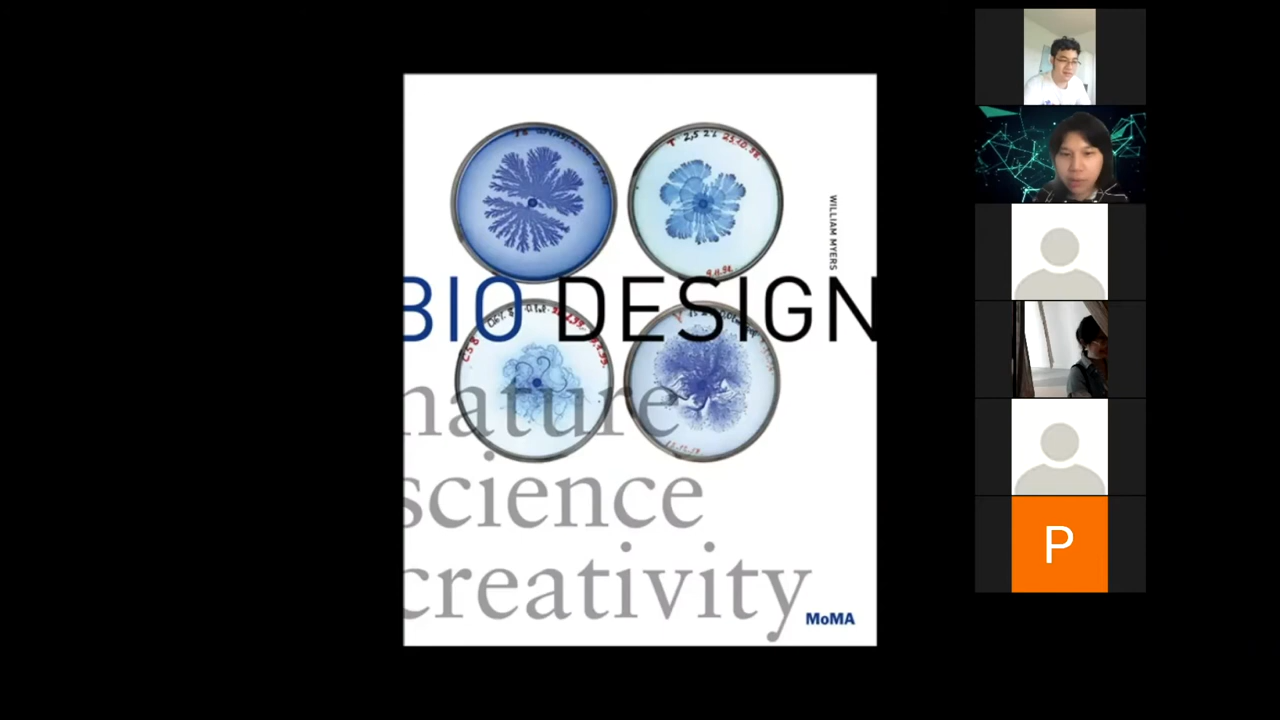 WILLIAM MYERS
BIO DESIGN
nature
science
creativity
MoMA
P